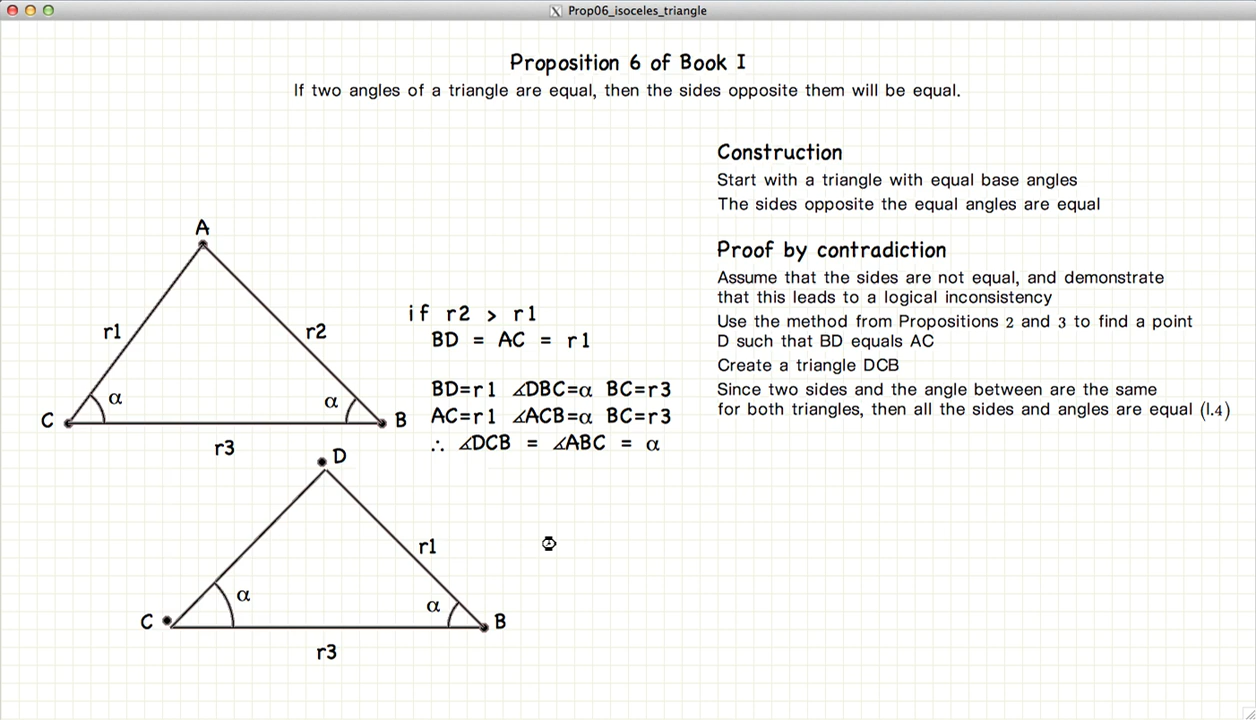 Prop06_isoceles_triangle
Proposition 6 of Book I
If two angles of a triangle are equal, then the sides opposite them will be equal.
Construction
Start with a triangle with equal base angles
The sides opposite the equal angles are equal
Proof by contradiction
Assume that the sides are not equal, and demonstrate
that this leads to a logical inconsistency
Use the method from Propositions 2 and 3 to find a point
D such that BD equals AC
Create a triangle DCB
Since two sides and the angle between are the same
for both triangles, then all the sides and angles are equal (I.4)
A
r1
r2
α
α
C
B
r3
if r2 > r1
BD = AC = r1
BD=r1 ∡DBC=α BC=r3
AC=r1 ∡ACB=α BC=r3
∴ ∡DCB = ∡ABC = α
D
r1
α
α
C
B
r3